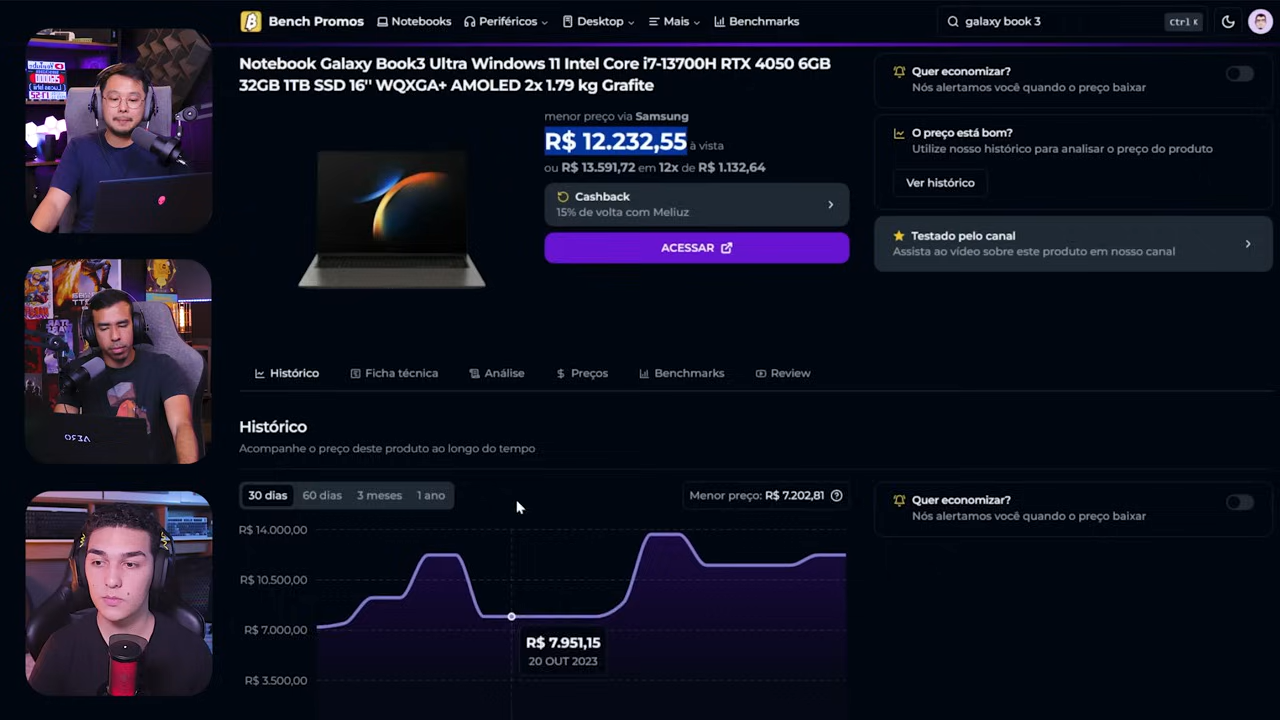 Bench Promos
Notebooks
Periféricos
Desktop
Mais
Benchmarks
galaxy book 3
Ctrl K
Notebook Galaxy Book3 Ultra Windows 11 Intel Core i7-13700H RTX 4050 6GB
32GB 1TB SSD 16'' WQXGA+ AMOLED 2x 1.79 kg Grafite
menor preço via Samsung
R$ 12.232,55 à vista
ou R$ 13.591,72 em 12x de R$ 1.132,64
Cashback
15% de volta com Meliuz
ACESSAR
Quer economizar?
Nós alertamos você quando o preço baixar
O preço está bom?
Utilize nosso histórico para analisar o preço do produto
Ver histórico
Testado pelo canal
Assista ao vídeo sobre este produto em nosso canal
Histórico
Ficha técnica
Análise
Preços
Benchmarks
Review
Histórico
Acompanhe o preço deste produto ao longo do tempo
30 dias
60 dias
3 meses
1 ano
Menor preço: R$ 7.202,81
Quer economizar?
Nós alertamos você quando o preço baixar
R$ 14.000,00
R$ 10.500,00
R$ 7.000,00
R$ 3.500,00
R$ 7.951,15
20 OUT 2023
AERO